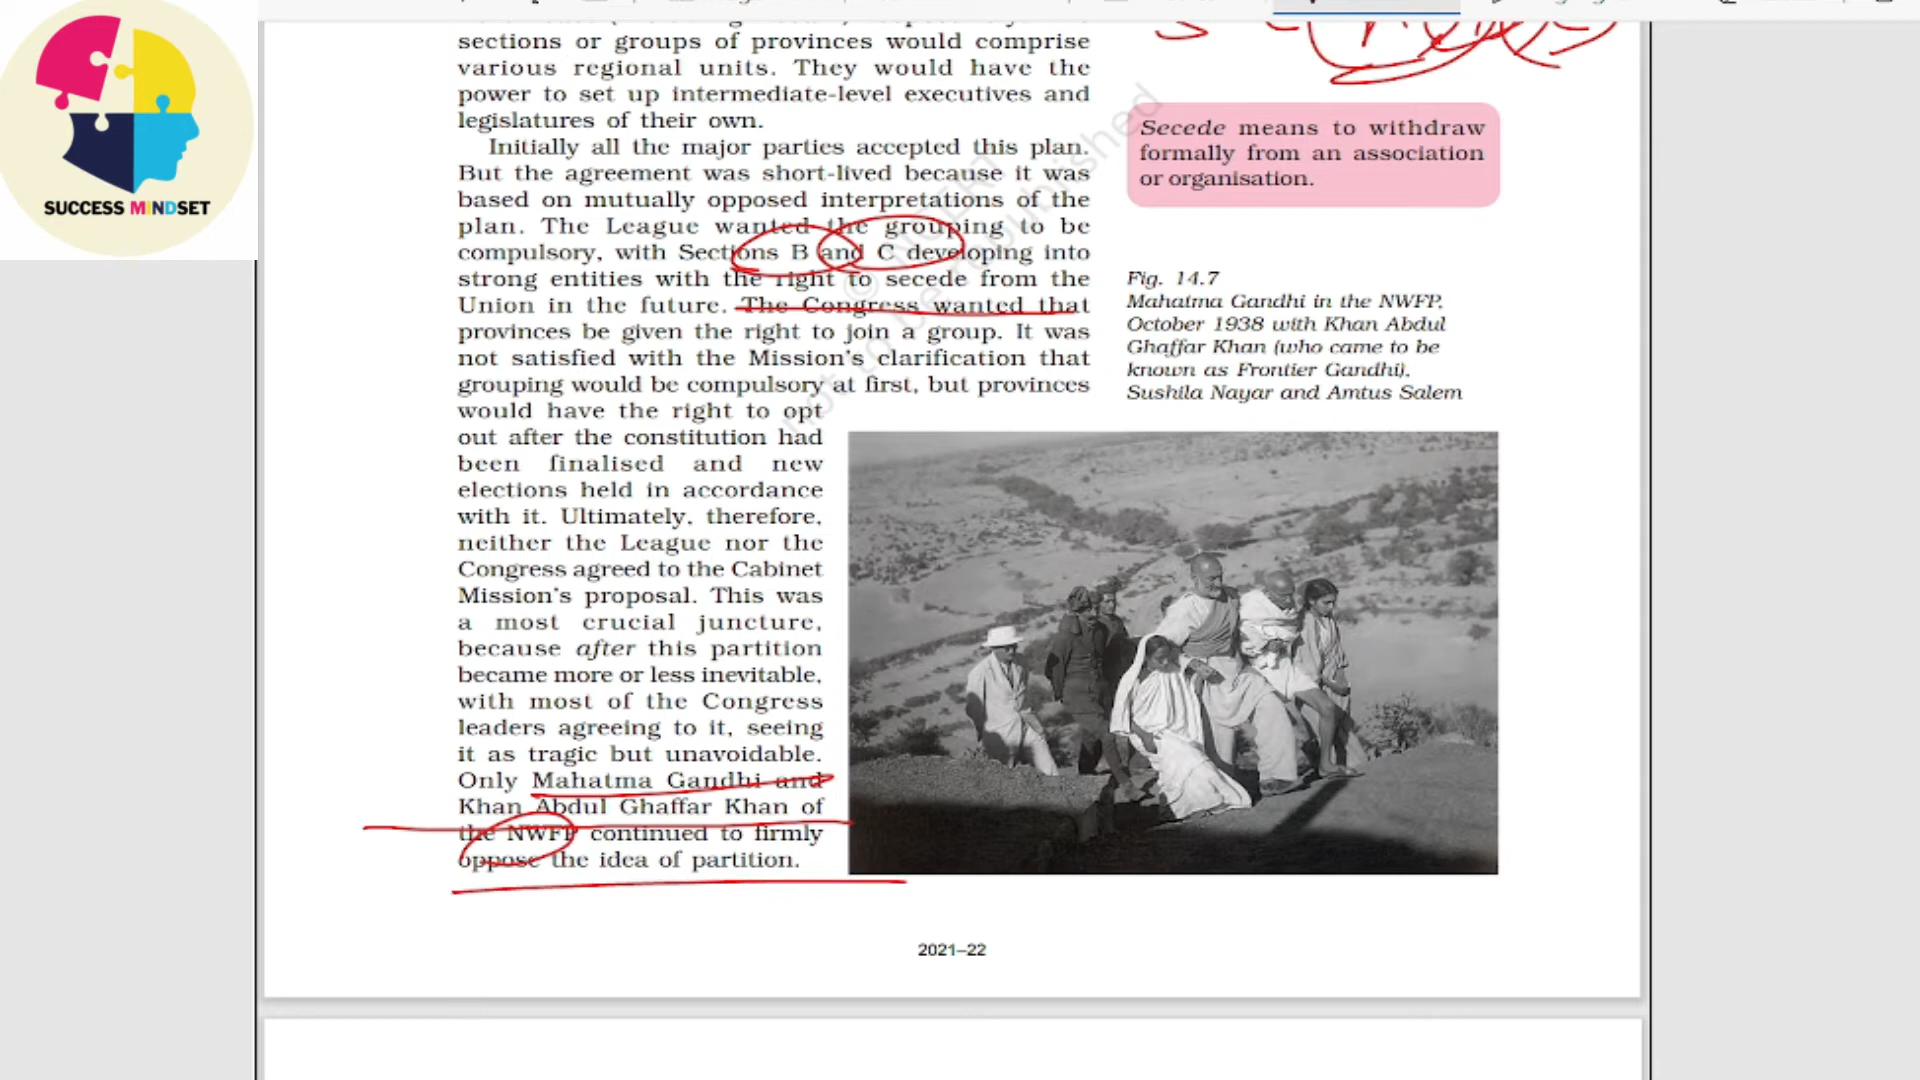 sections or groups of provinces would comprise
various regional units. They would have the
power to set up intermediate-level executives and
legislatures of their own.
Initially all the major parties accepted this plan.
But the agreement was short-lived because it was
based on mutually opposed interpretations of the
plan. The League wanted the grouping to be
compulsory, with Sections B and C developing into
strong entities with the right to secede from the
Union in the future. The Congress wanted that
provinces be given the right to join a group. It was
not satisfied with the Mission's clarification that
grouping would be compulsory at first, but provinces
would have the right to opt
out after the constitution had
been finalised and new
elections held in accordance
with it. Ultimately, therefore,
neither the League nor the
Congress agreed to the Cabinet
Mission's proposal. This was
a most crucial juncture,
because after this partition
became more or less inevitable,
with most of the Congress
leaders agreeing to it, seeing
it as tragic but unavoidable.
Only Mahatma Gandhi and
Khan Abdul Ghaffar Khan of
the NWFP continued to firmly
oppose the idea of partition.
Secede means to withdraw
formally from an association
or organisation.
Fig. 14.7
Mahatma Gandhi in the NWFP,
October 1938 with Khan Abdul
Ghaffar Khan (who came to be
known as Frontier Gandhi),
Sushila Nayar and Amtus Salem
2021–22
SUCCESS MINDSET
© NCERT
not to be republished